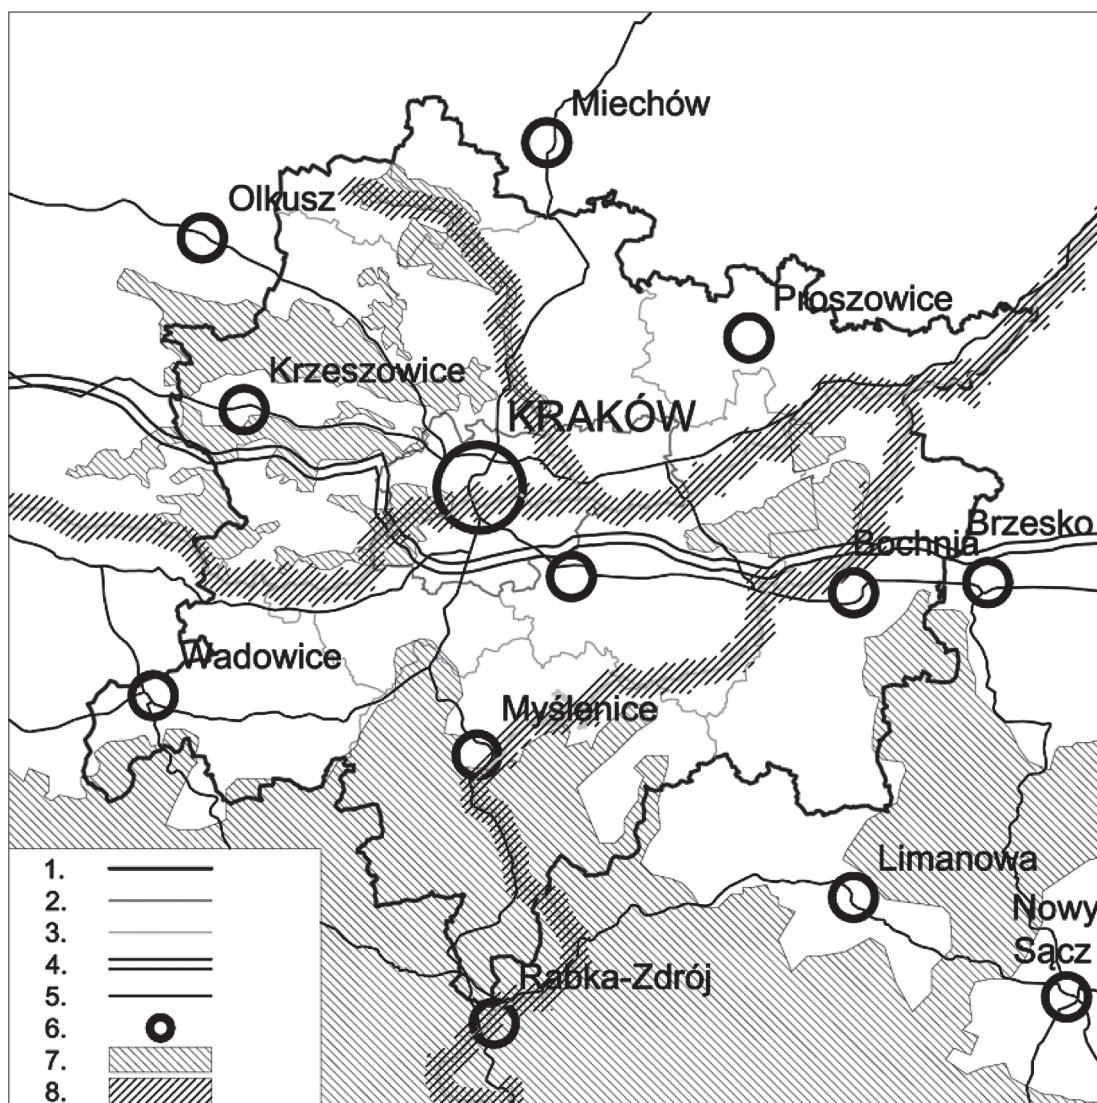 Miechów
Olkusz
Proszowice
Krzeszowice
KRAKÓW
Brzesko
Bochnia
Wadowice
Myślenice
Limanowa
Nowy
Sącz
Rabka-Zdrój
1.
2.
3.
4.
5.
6.
7.
8.